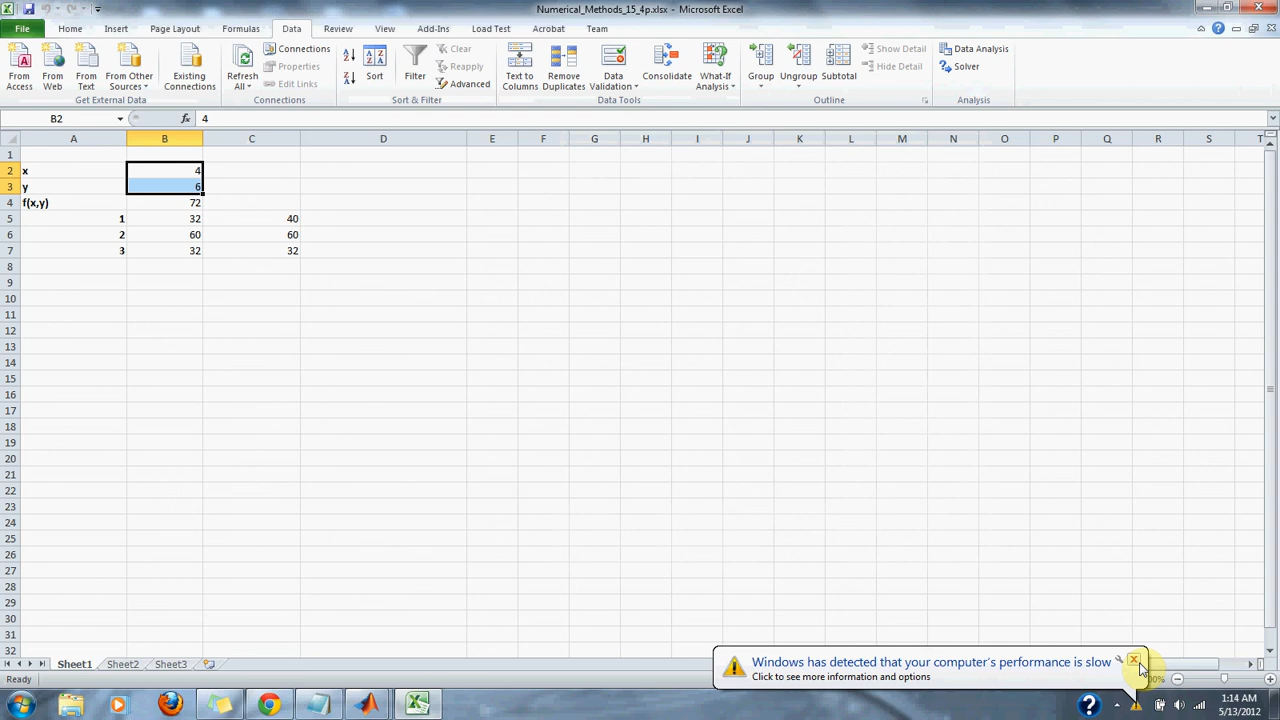 Numerical_Methods_15_4p.xlsx - Microsoft Excel
File Home Insert Page Layout Formulas Data Review View Add-Ins Load Test Acrobat Team
From Access
From Web
From Text
From Other Sources
Existing Connections
Get External Data
Refresh All
Connections
Properties
Edit Links
Connections
Sort
Filter
Clear
Reapply
Advanced
Sort & Filter
Text to Columns
Remove Duplicates
Data Validation
Consolidate
What-If Analysis
Data Tools
Group
Ungroup
Subtotal
Show Detail
Hide Detail
Outline
Data Analysis
Solver
Analysis
B2 fx 4
A B C D E F G H I J K L M N O P Q R S T
1
2 x 4
3 y 6
4 f(x,y) 72
5 1 32 40
6 2 60 60
7 3 32 32
8
9
10
11
12
13
14
15
16
17
18
19
20
21
22
23
24
25
26
27
28
29
30
31
32
Sheet1 Sheet2 Sheet3
Ready
Windows has detected that your computer's performance is slow
Click to see more information and options
1:14 AM
5/13/2012